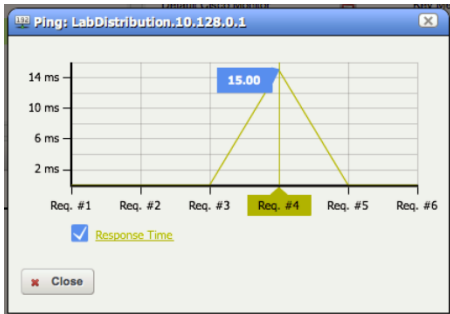 Ping: LabDistribution.10.128.0.1
15.00
14 ms
10 ms
6 ms
2 ms
Req. #1 Req. #2 Req. #3 Req. #4 Req. #5 Req. #6
Response Time
Close